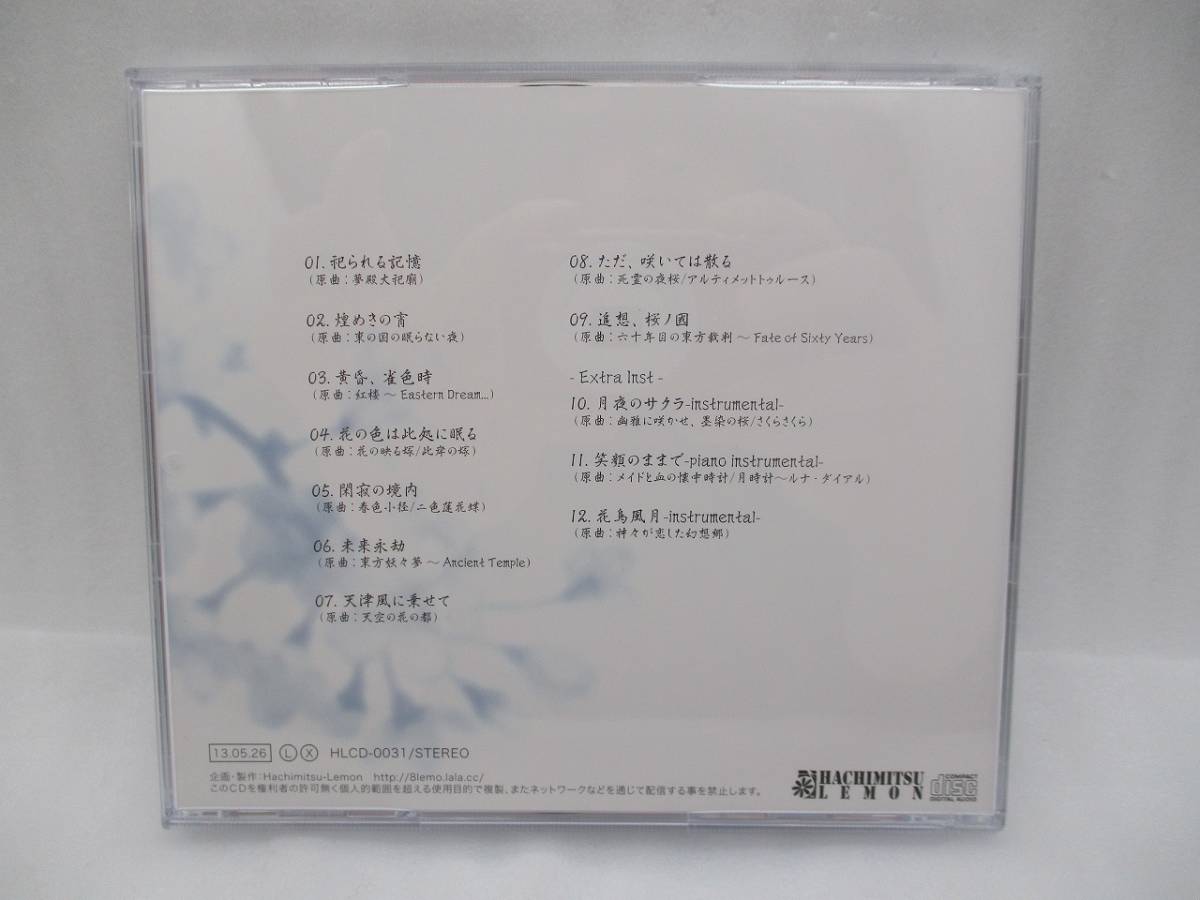 01. 祀られる記憶
(原曲：夢殿大祀廟)
02. 煌めきの宵
(原曲：東の国の眠らない夜)
03. 黄昏、雀色時
(原曲：紅楼 ～ Eastern Dream...)
04. 花の色は此処に眠る
(原曲：花の映る塚/此岸の塚)
05. 閑寂の境内
(原曲：春色小径/二色蓮花蝶)
06. 未来永劫
(原曲：東方妖々夢 ～ Ancient Temple)
07. 天津風に乗せて
(原曲：天空の花の都)
08. ただ、咲いては散る
(原曲：死霊の夜桜/アルティメットトゥルース)
09. 追想、桜ノ國
(原曲：六十年目の東方裁判 ～ Fate of Sixty Years)
- Extra Inst -
10. 月夜のサクラ-instrumental-
(原曲：幽雅に咲かせ、墨染の桜/さくらさくら)
11. 笑顔のままで-piano instrumental-
(原曲：メイドと血の懐中時計/月時計～ルナ・ダイアル)
12. 花鳥風月-instrumental-
(原曲：神々が恋した幻想郷)
13.05.26 L X HLCD-0031/STEREO
企画・製作：Hachimitsu-Lemon http://8lemo.lala.cc/
このCDを権利者の許可無く個人的範囲を超える使用目的で複製、またネットワークなどを通じて配信する事を禁止します。
HACHIMITSU
LEMON
COMPACT
disc
DIGITAL AUDIO